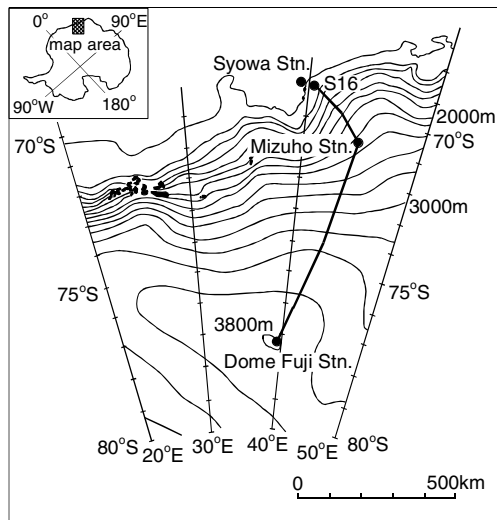 0° 90°E
map area
90°W 180°
Syowa Stn.
S16
2000m
70°S
70°S
Mizuho Stn.
3000m
75°S
75°S
3800m
Dome Fuji Stn.
80°S 20°E 30°E 40°E 50°E 80°S
0 500km